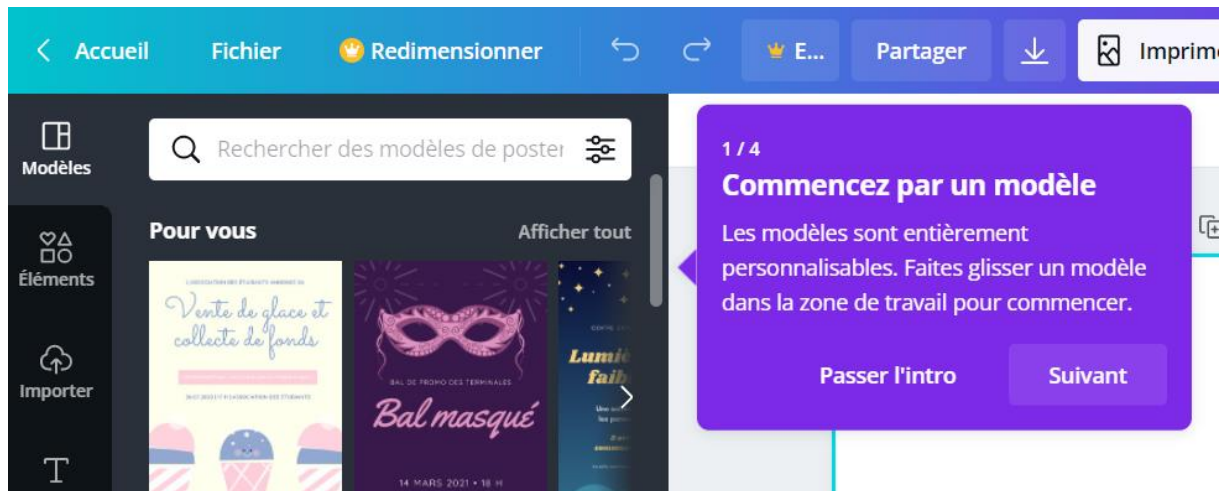 Accueil Fichier Redimensionner E... Partager Imprime
Modèles
Rechercher des modèles de poster
1 / 4
Commencez par un modèle
Les modèles sont entièrement
personnalisables. Faites glisser un modèle
dans la zone de travail pour commencer.
Passer l'intro Suivant
Pour vous Afficher tout
Éléments
Importer
T
Vente de glace et
collecte de fonds
BAL DE PROMO DES TERMINALES
Bal masqué
14 MARS 2021 • 18 H
Lumiè
faib